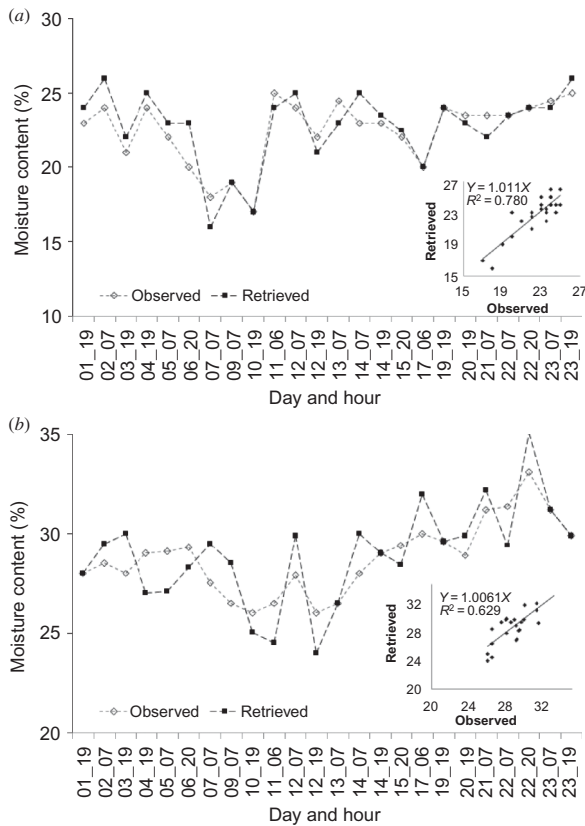 (a)
30
25
20
15
10
Moisture content (%)
Observed
Retrieved
Y = 1.011X
R² = 0.780
27
23
19
15
Retrieved
15 19 23 27
Observed
01_19 02_07 03_19 04_19 05_07 06_20 07_07 09_07 10_19 11_06 12_07 12_19 13_07 14_07 14_19 15_20 17_06 19_19 20_19 21_07 22_07 22_20 23_07 23_19
Day and hour
(b)
35
30
25
20
Moisture content (%)
Observed
Retrieved
Y = 1.0061X
R² = 0.629
32
28
24
20
Retrieved
20 24 28 32
Observed
01_19 02_07 03_19 04_19 05_07 06_20 07_07 09_07 10_19 11_06 12_07 12_19 13_07 14_07 14_19 15_20 17_06 19_19 20_19 21_07 22_07 22_20 23_07 23_19
Day and hour